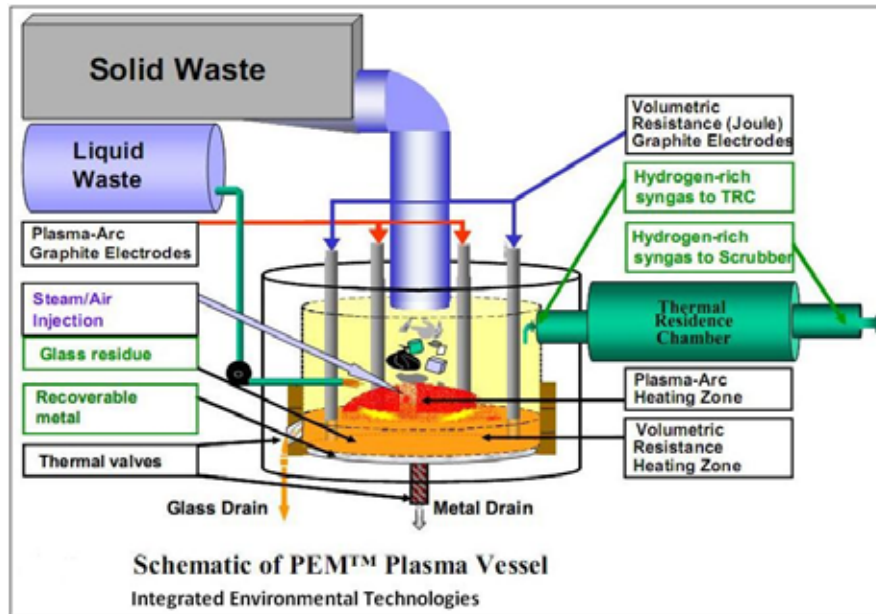 Solid Waste
Liquid
Waste
Plasma-Arc
Graphite Electrodes
Steam/Air
Injection
Glass residue
Recoverable
metal
Thermal valves
Glass Drain
Metal Drain
Volumetric
Resistance (Joule)
Graphite Electrodes
Hydrogen-rich
syngas to TRC
Hydrogen-rich
syngas to Scrubber
Thermal
Residence
Chamber
Plasma-Arc
Heating Zone
Volumetric
Resistance
Heating Zone
Schematic of PEM™ Plasma Vessel
Integrated Environmental Technologies